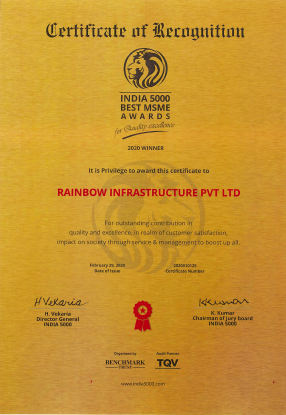 Certificate of Recognition
INDIA 5000
BEST MSME
AWARDS
for Quality excellence
2020 WINNER
It is Privilege to award this certificate to
RAINBOW INFRASTRUCTURE PVT LTD
For outstanding contribution in
quality and excellence, in realm of customer satisfaction,
impact on society through service & management to boost up all.
February 29, 2020
Date of Issue
Certificate Number
H Vekaria
H. Vekaria
Director General
INDIA 5000
KKumar
K. Kumar
Chairman of Jury board
INDIA 5000
Organised by
BENCHMARK
TRUST
Audit Partner
TQV
www.india5000.com